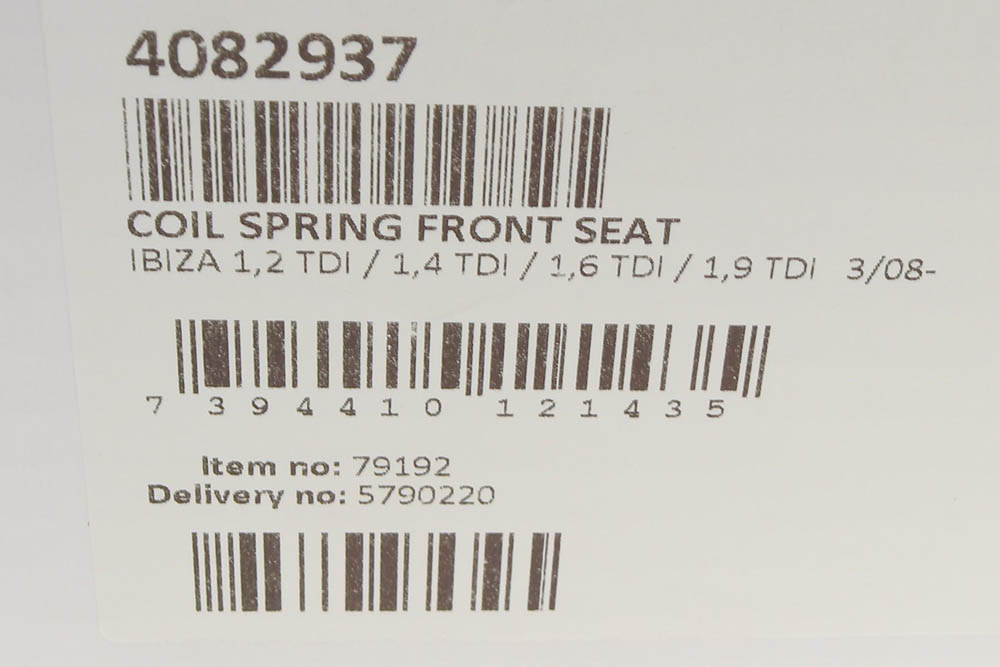 4082937
COIL SPRING FRONT SEAT
IBIZA 1,2 TDI / 1,4 TDI / 1,6 TDI / 1,9 TDI 3/08-
7 394410 121435
Item no: 79192
Delivery no: 5790220